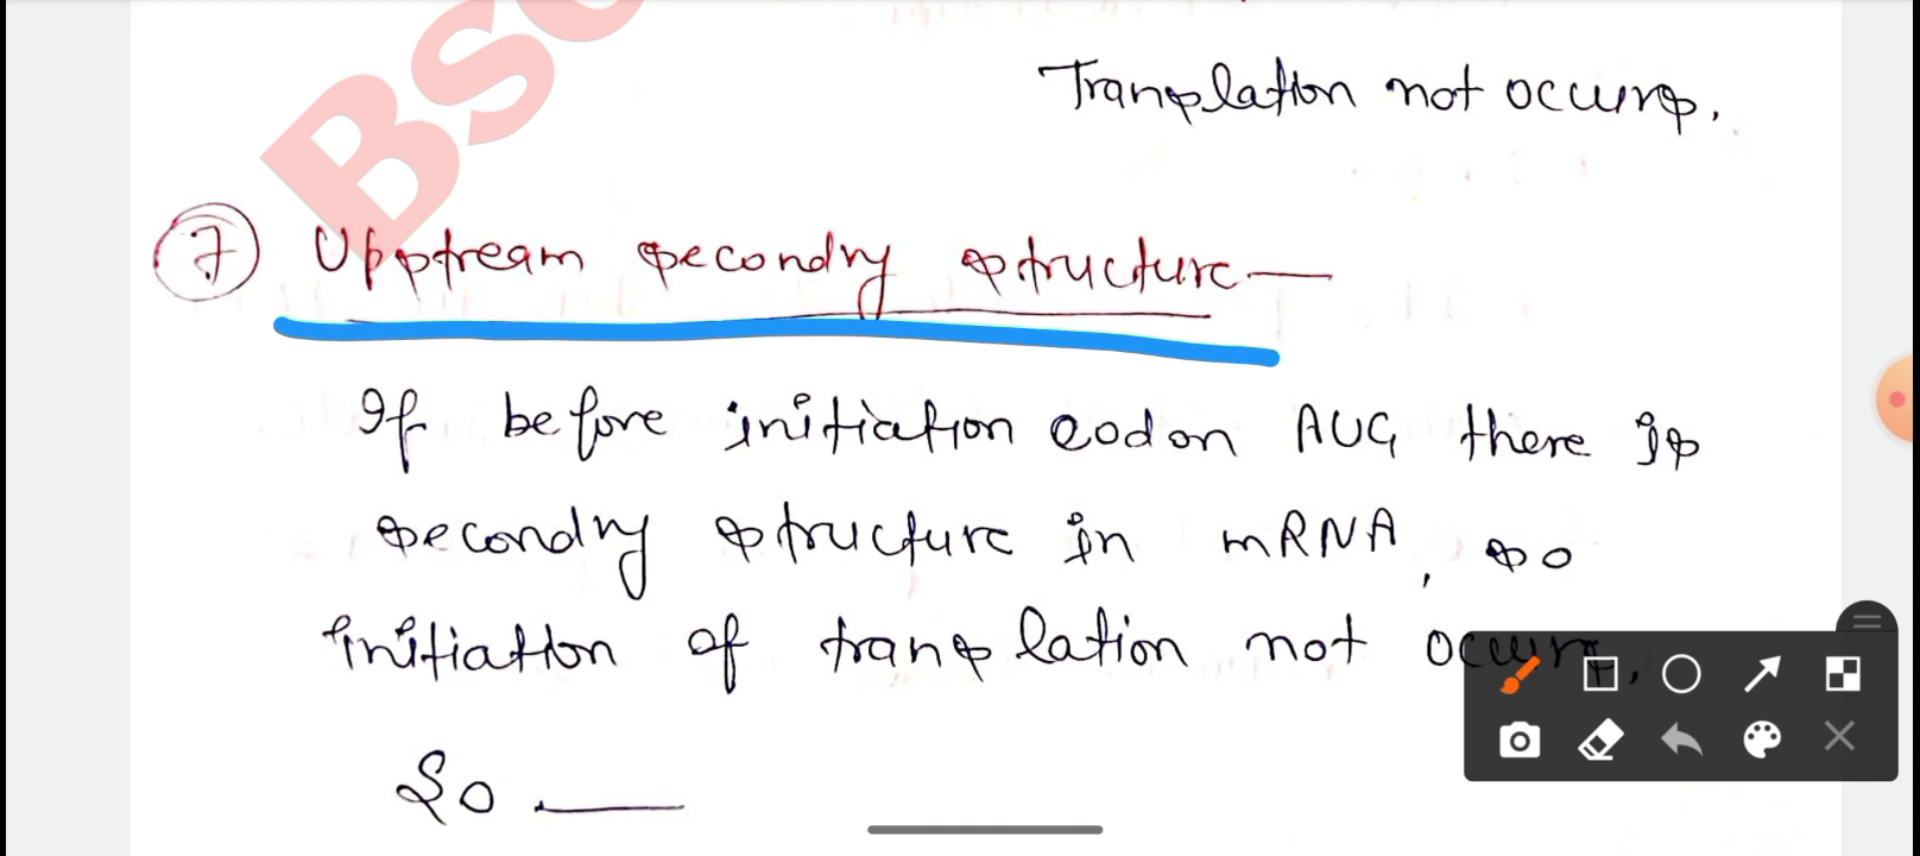 BSC
Translation not occurs.
7 Upstream secondry structure—
If before initiation codon AUG there is
secondry structure in mRNA, so
initiation of translation not occurs.
So —